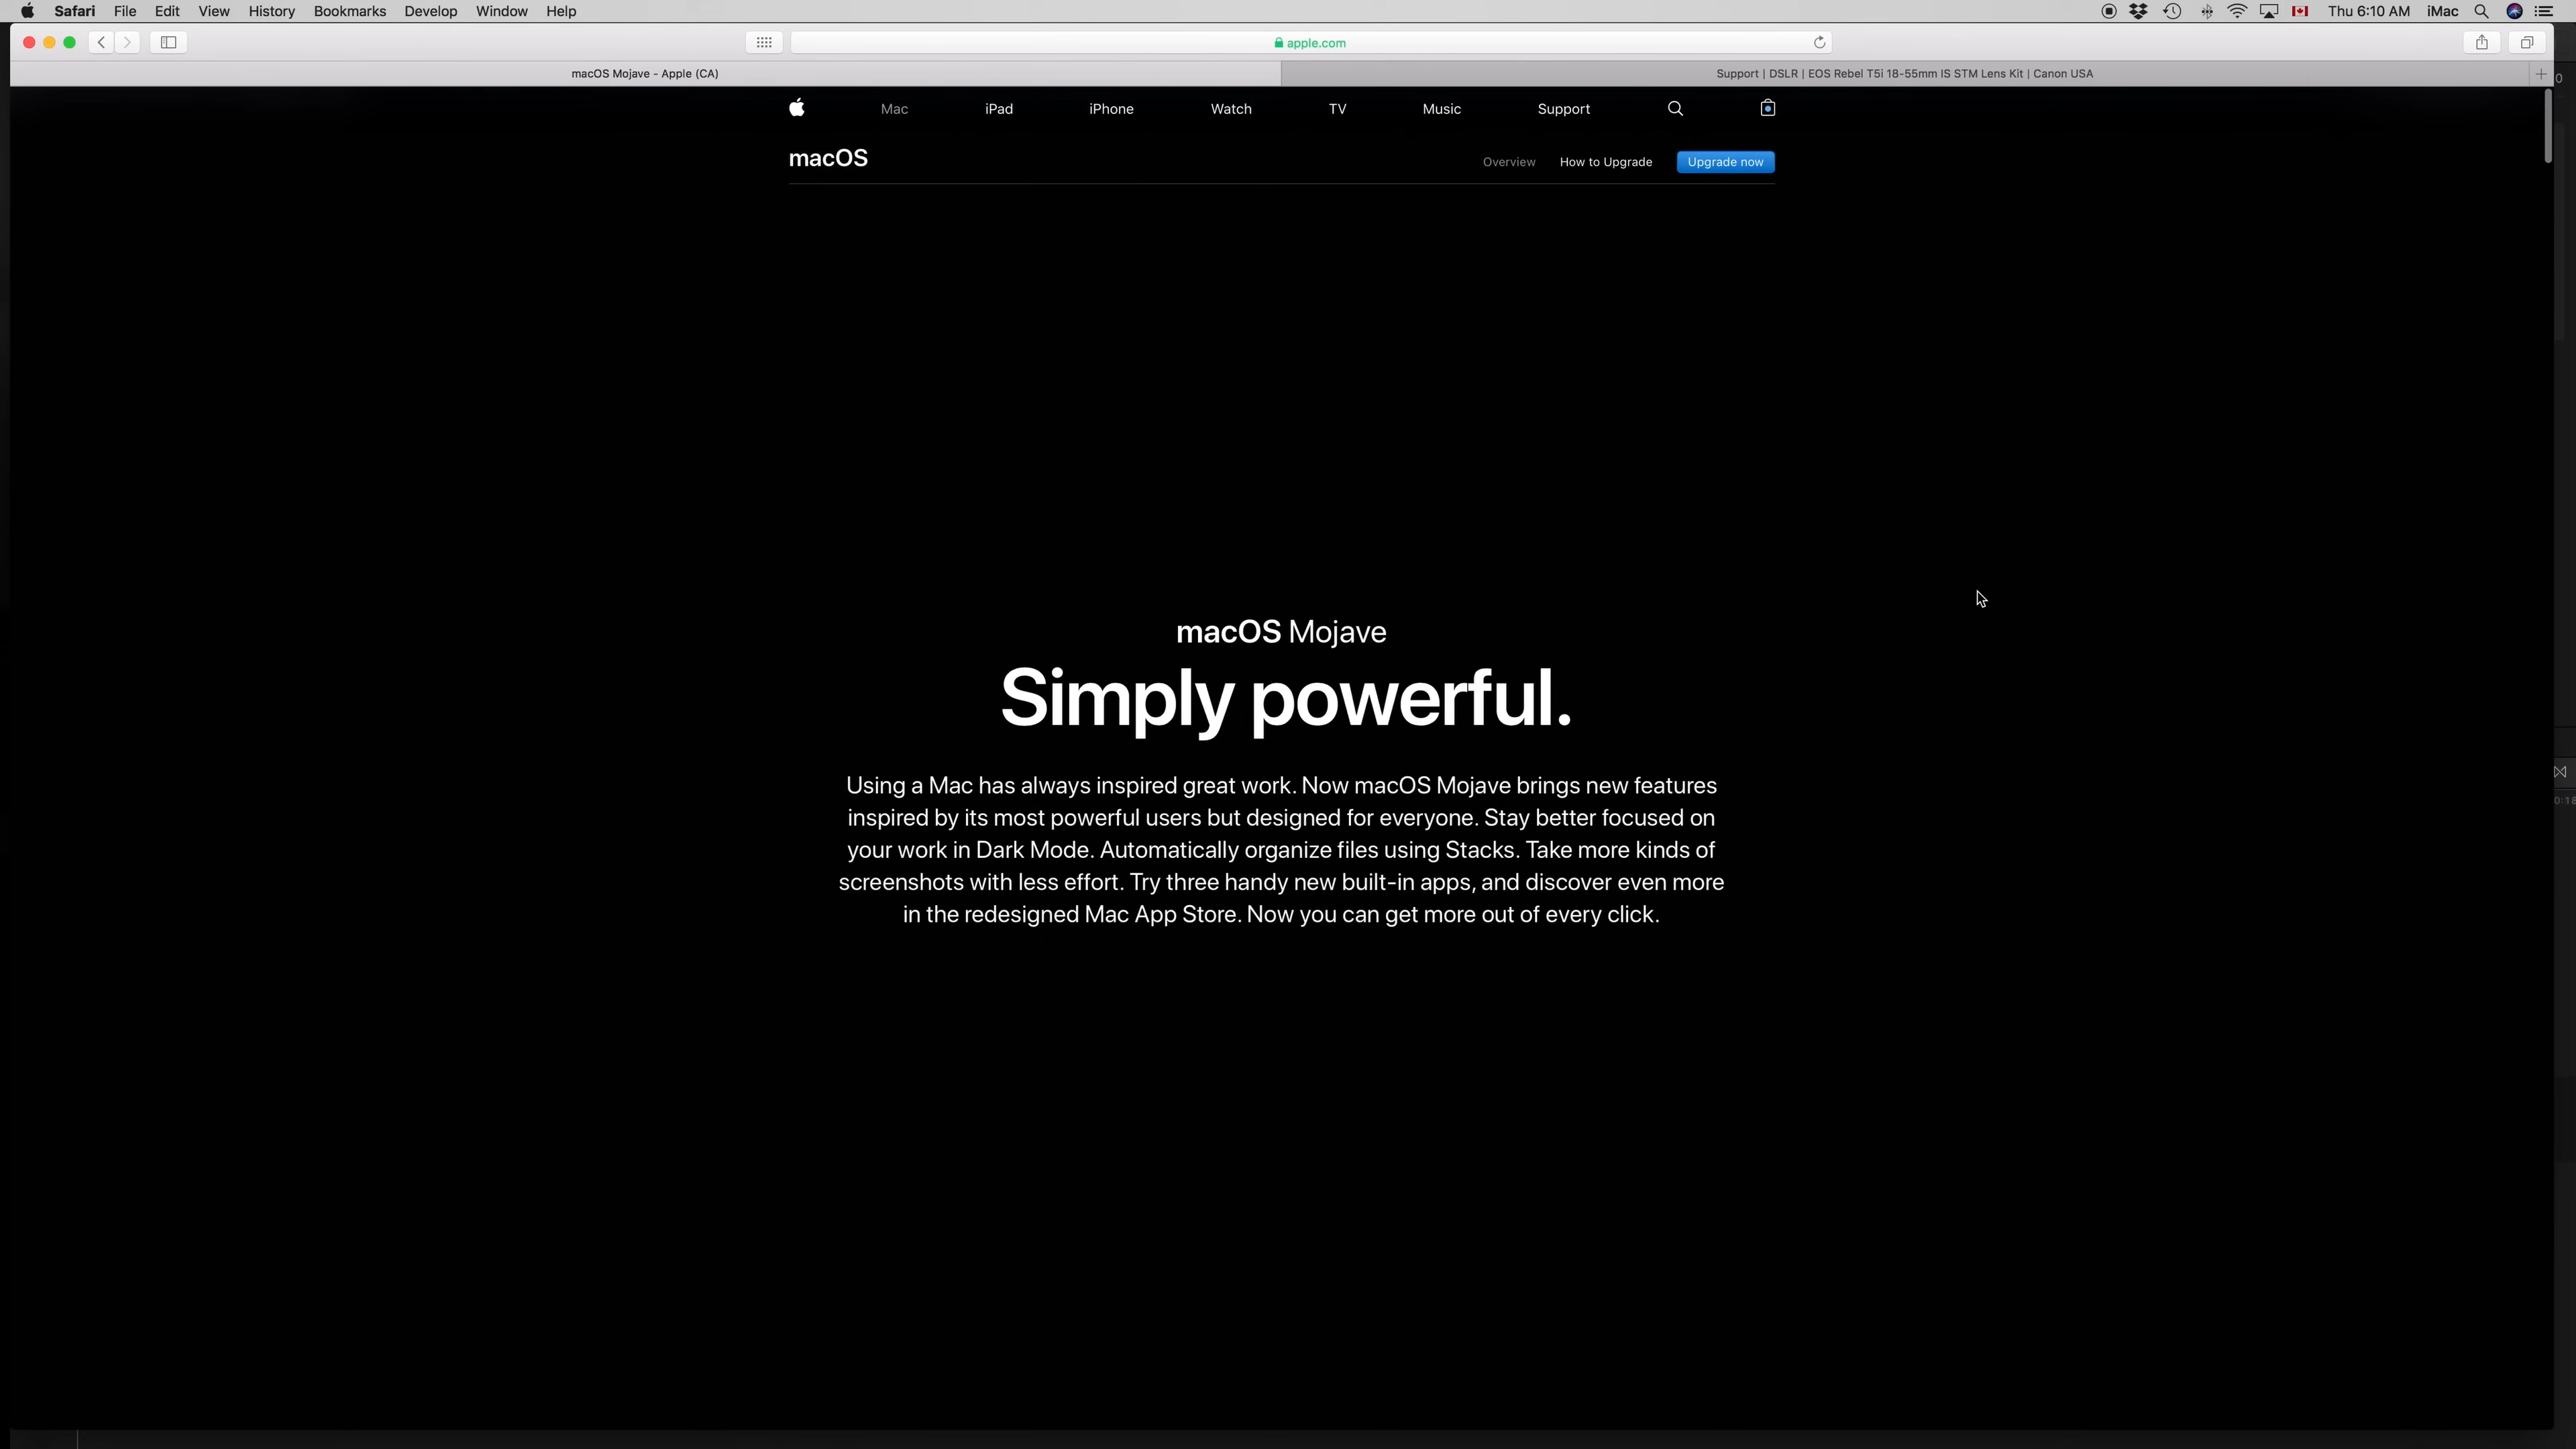 Safari File Edit View History Bookmarks Develop Window Help Thu 6:10 AM iMac
apple.com
macOS Mojave - Apple (CA) Support | DSLR | EOS Rebel T5i 18-55mm IS STM Lens Kit | Canon USA
Mac iPad iPhone Watch TV Music Support
macOS Overview How to Upgrade Upgrade now
macOS Mojave
Simply powerful.
Using a Mac has always inspired great work. Now macOS Mojave brings new features
inspired by its most powerful users but designed for everyone. Stay better focused on
your work in Dark Mode. Automatically organize files using Stacks. Take more kinds of
screenshots with less effort. Try three handy new built-in apps, and discover even more
in the redesigned Mac App Store. Now you can get more out of every click.